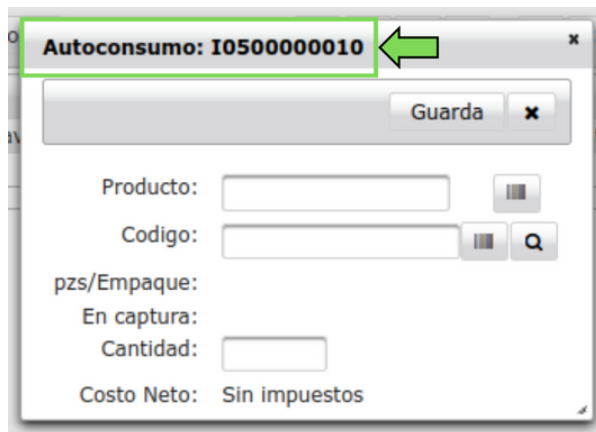 Autoconsumo: I0500000010
Guarda
Producto:
Codigo:
pzs/Empaque:
En captura:
Cantidad:
Costo Neto: Sin impuestos